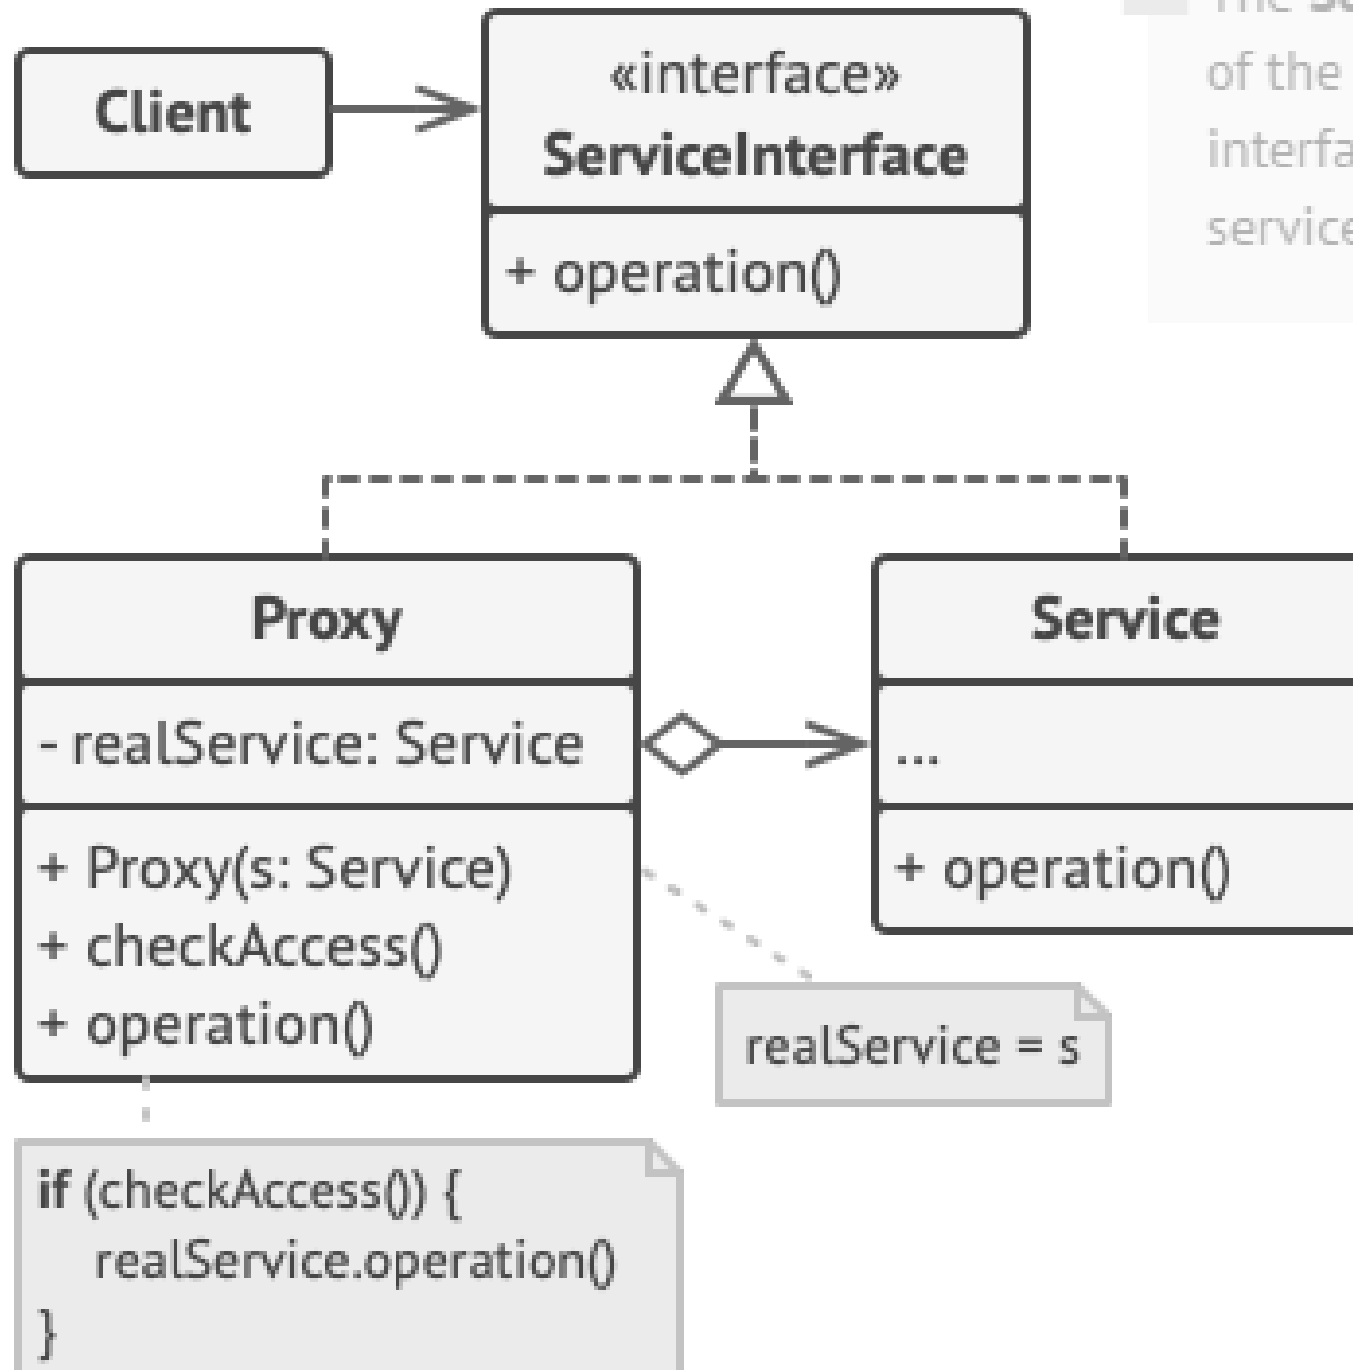 Client
«interface»
ServiceInterface
+ operation()
of the
Proxy
- realService: Service
+ Proxy(s: Service)
+ checkAccess()
+ operation()
Service
...
+ operation()
realService = s
if (checkAccess()) {
realService.operation()
}